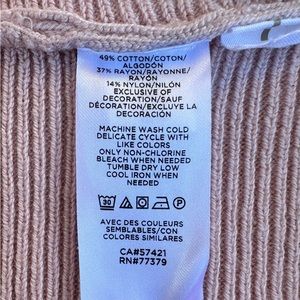 49% COTTON/COTON/
ALGODÓN
37% RAYON/RAYONNE/
RAYÓN
14% NYLON/NILÓN
EXCLUSIVE OF
DECORATION/SAUF
DÉCORATION/EXCLUYE LA
DECORACIÓN
MACHINE WASH COLD
DELICATE CYCLE WITH
LIKE COLORS
ONLY NON-CHLORINE
BLEACH WHEN NEEDED
TUMBLE DRY LOW
COOL IRON WHEN
NEEDED
30
AVEC DES COULEURS
SEMBLABLES/CON
COLORES SIMILARES
CA#57421
RN#77379